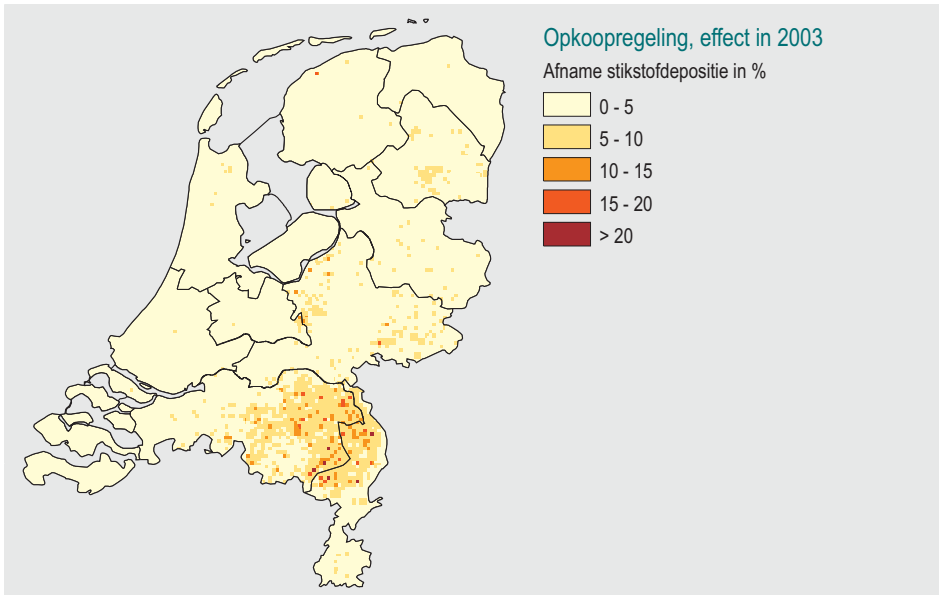 Opkoopregeling, effect in 2003
Afname stikstofdepositie in %
0 - 5
5 - 10
10 - 15
15 - 20
> 20